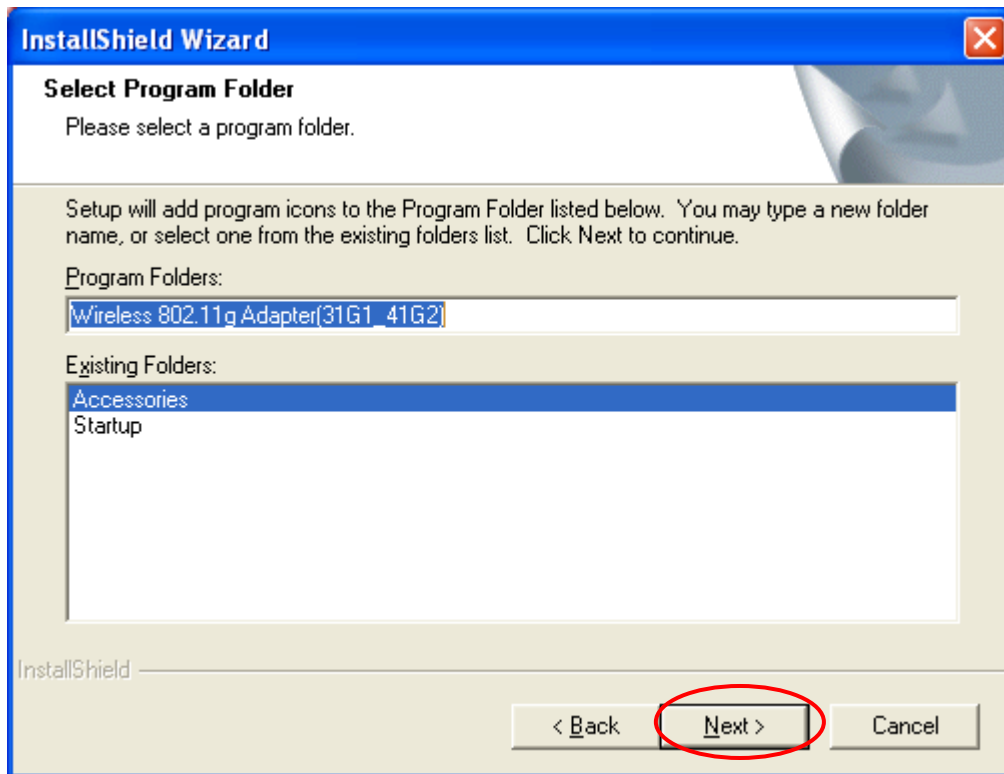 InstallShield Wizard
Select Program Folder
Please select a program folder.
Setup will add program icons to the Program Folder listed below.  You may type a new folder
name, or select one from the existing folders list.  Click Next to continue.
Program Folders:
Wireless 802.11g Adapter(31G1_41G2)
Existing Folders:
Accessories
Startup
InstallShield
< Back
Next >
Cancel